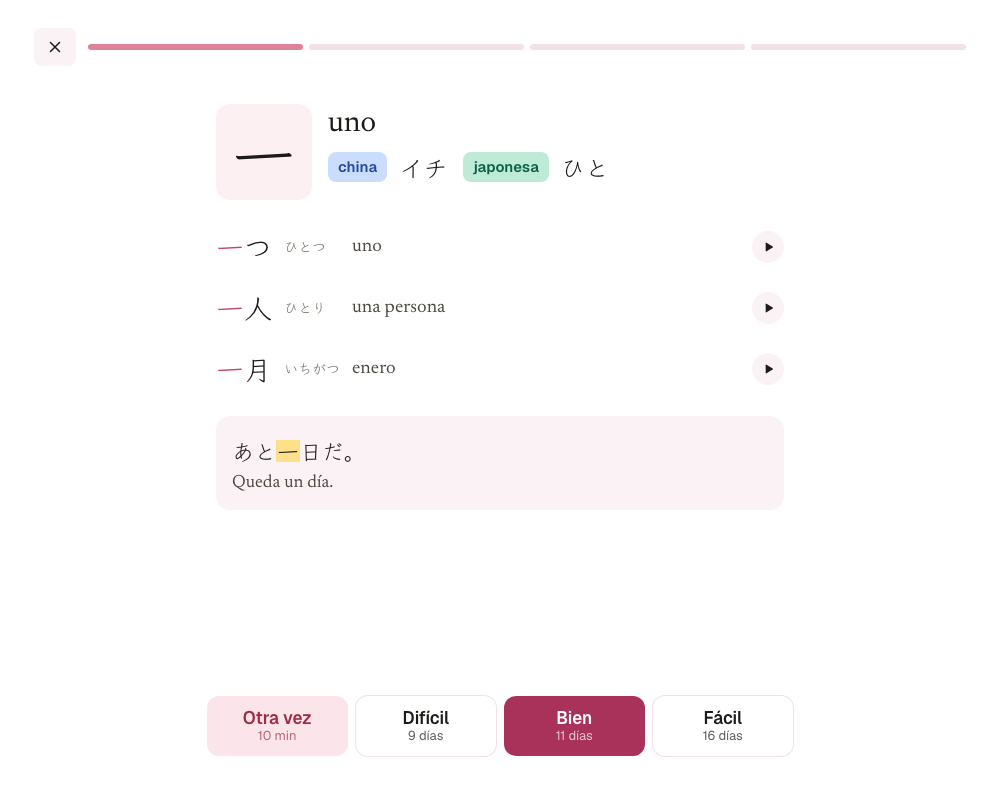 一 uno
china イチ japonesa ひと
一つ ひとつ uno
一人 ひとり una persona
一月 いちがつ enero
あと一日だ。
Queda un día.
Otra vez Difícil Bien Fácil
10 min 9 días 11 días 16 días